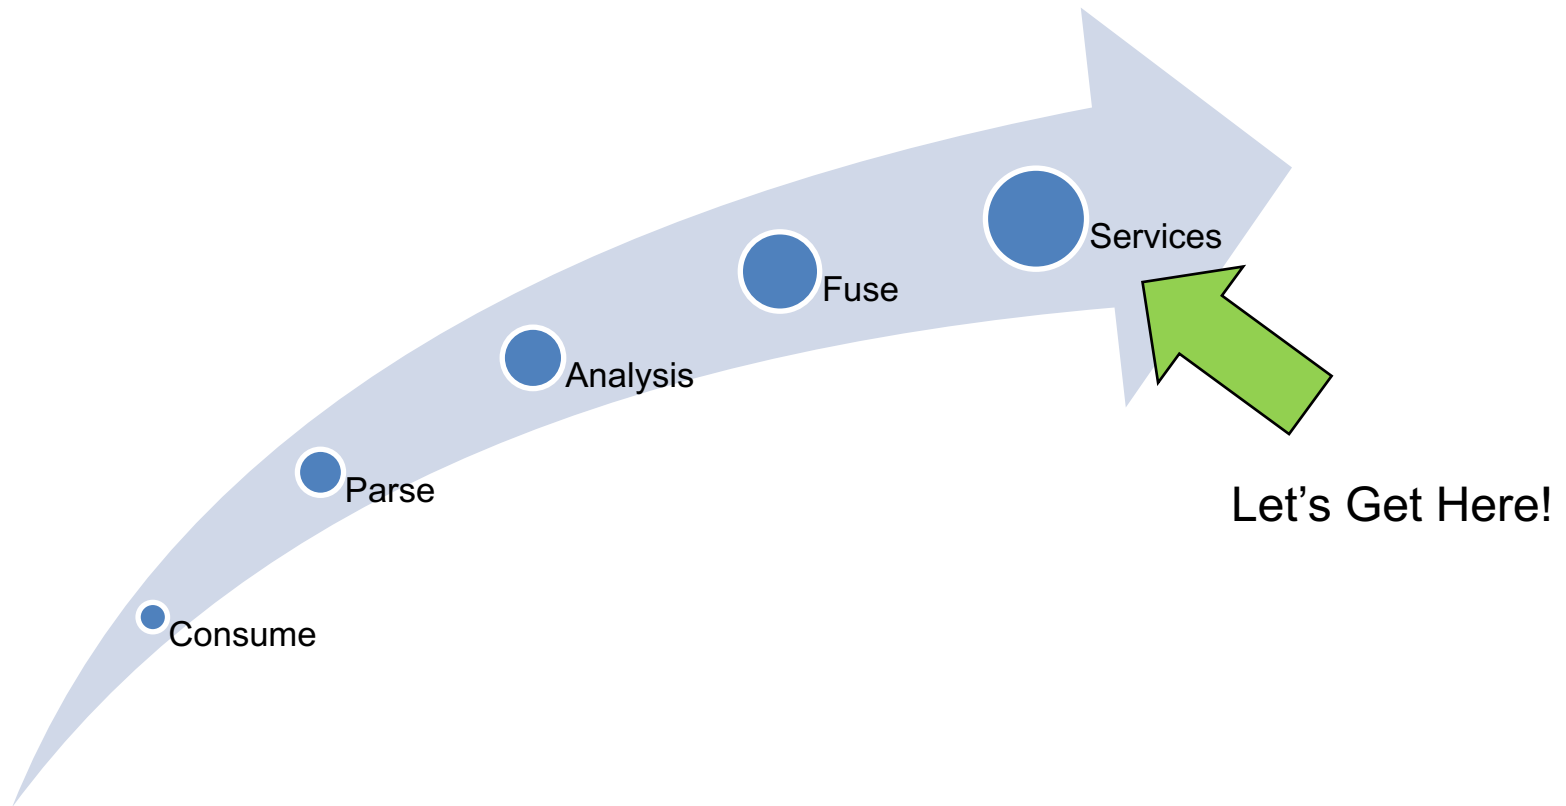 Services
Fuse
Analysis
Parse
Let’s Get Here!
Consume